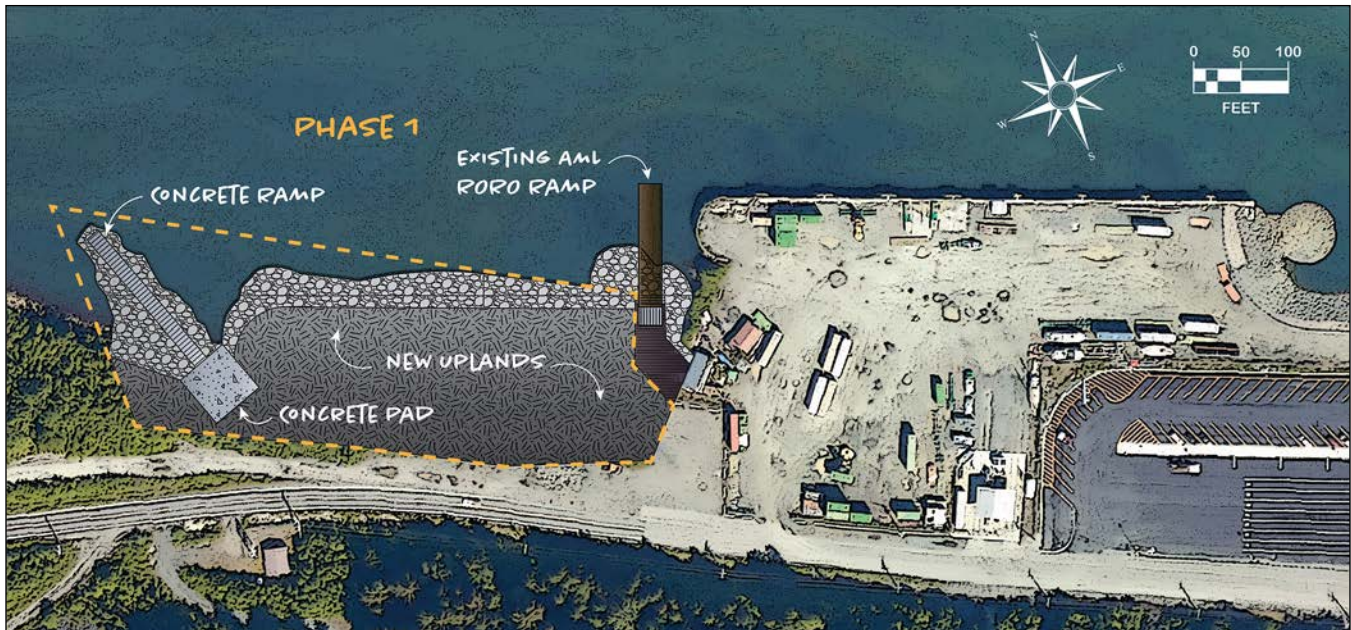 PHASE 1
N
E
S
W
0 50 100
FEET
EXISTING AML
RORO RAMP
CONCRETE RAMP
NEW UPLANDS
CONCRETE PAD